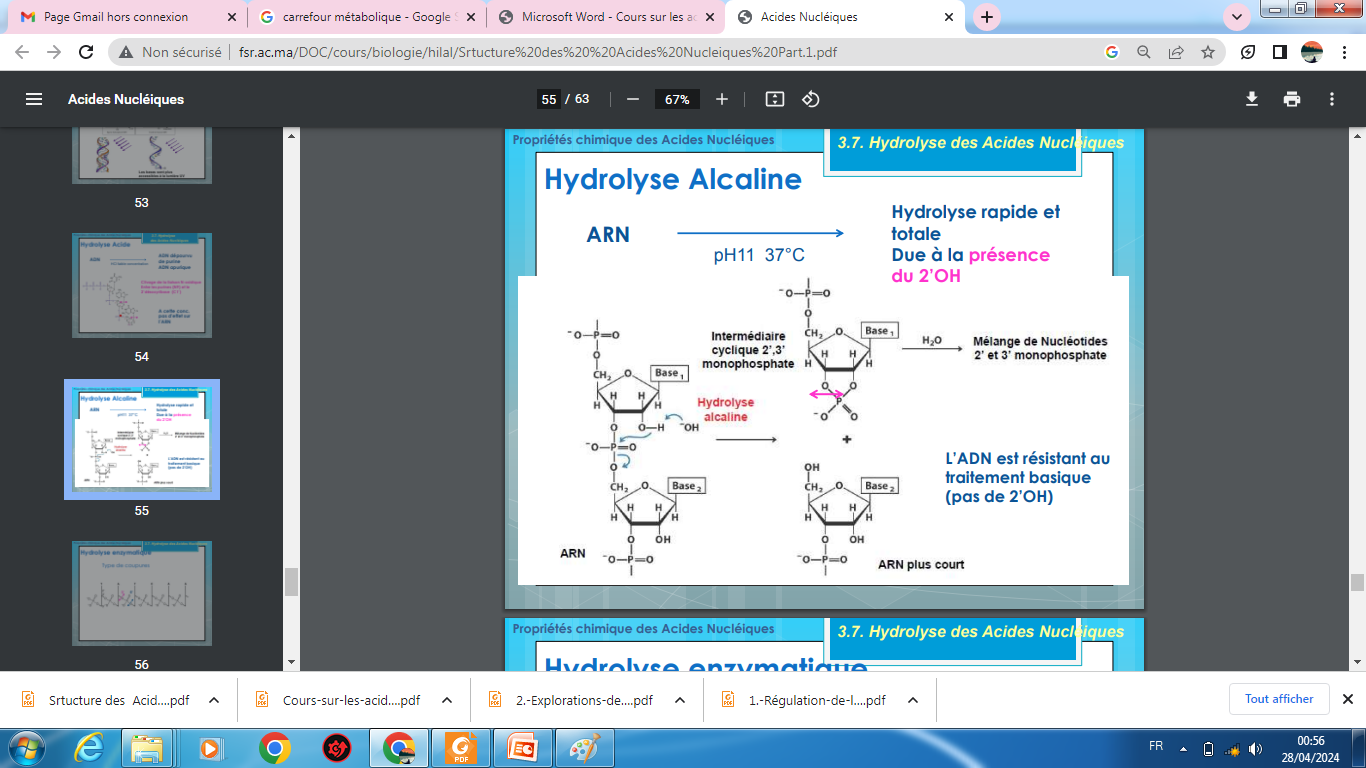 Page Gmail hors connexion
carrefour métabolique - Google S
Microsoft Word - Cours sur les ac
Acides Nucléiques
Non sécurisé
fsr.ac.ma/DOC/cours/biologie/hilal/Srtucture%20des%20%20Acides%20Nucleiques%20Part.1.pdf
Acides Nucléiques
55 / 63
67%
53
54
55
56
Propriétés chimique des Acides Nucléiques
3.7. Hydrolyse des Acides Nucléiques
Hydrolyse Alcaline
ARN
pH11 37°C
Hydrolyse rapide et
totale
Due à la présence
du 2'OH
Intermédiaire
cyclique 2',3'
monophosphate
Base1
H2O
Mélange de Nucléotides
2' et 3' monophosphate
Base1
Hydrolyse
alcaline
-OH
+
L'ADN est résistant au
traitement basique
(pas de 2'OH)
Base2
OH
ARN
OH
Base2
OH
ARN plus court
Propriétés chimique des Acides Nucléiques
3.7. Hydrolyse des Acides Nucléiques
Hydrolyse enzymatique
Srtucture des Acid....pdf
Cours-sur-les-acid....pdf
2.-Explorations-de....pdf
1.-Régulation-de-l....pdf
Tout afficher
FR
00:56
28/04/2024